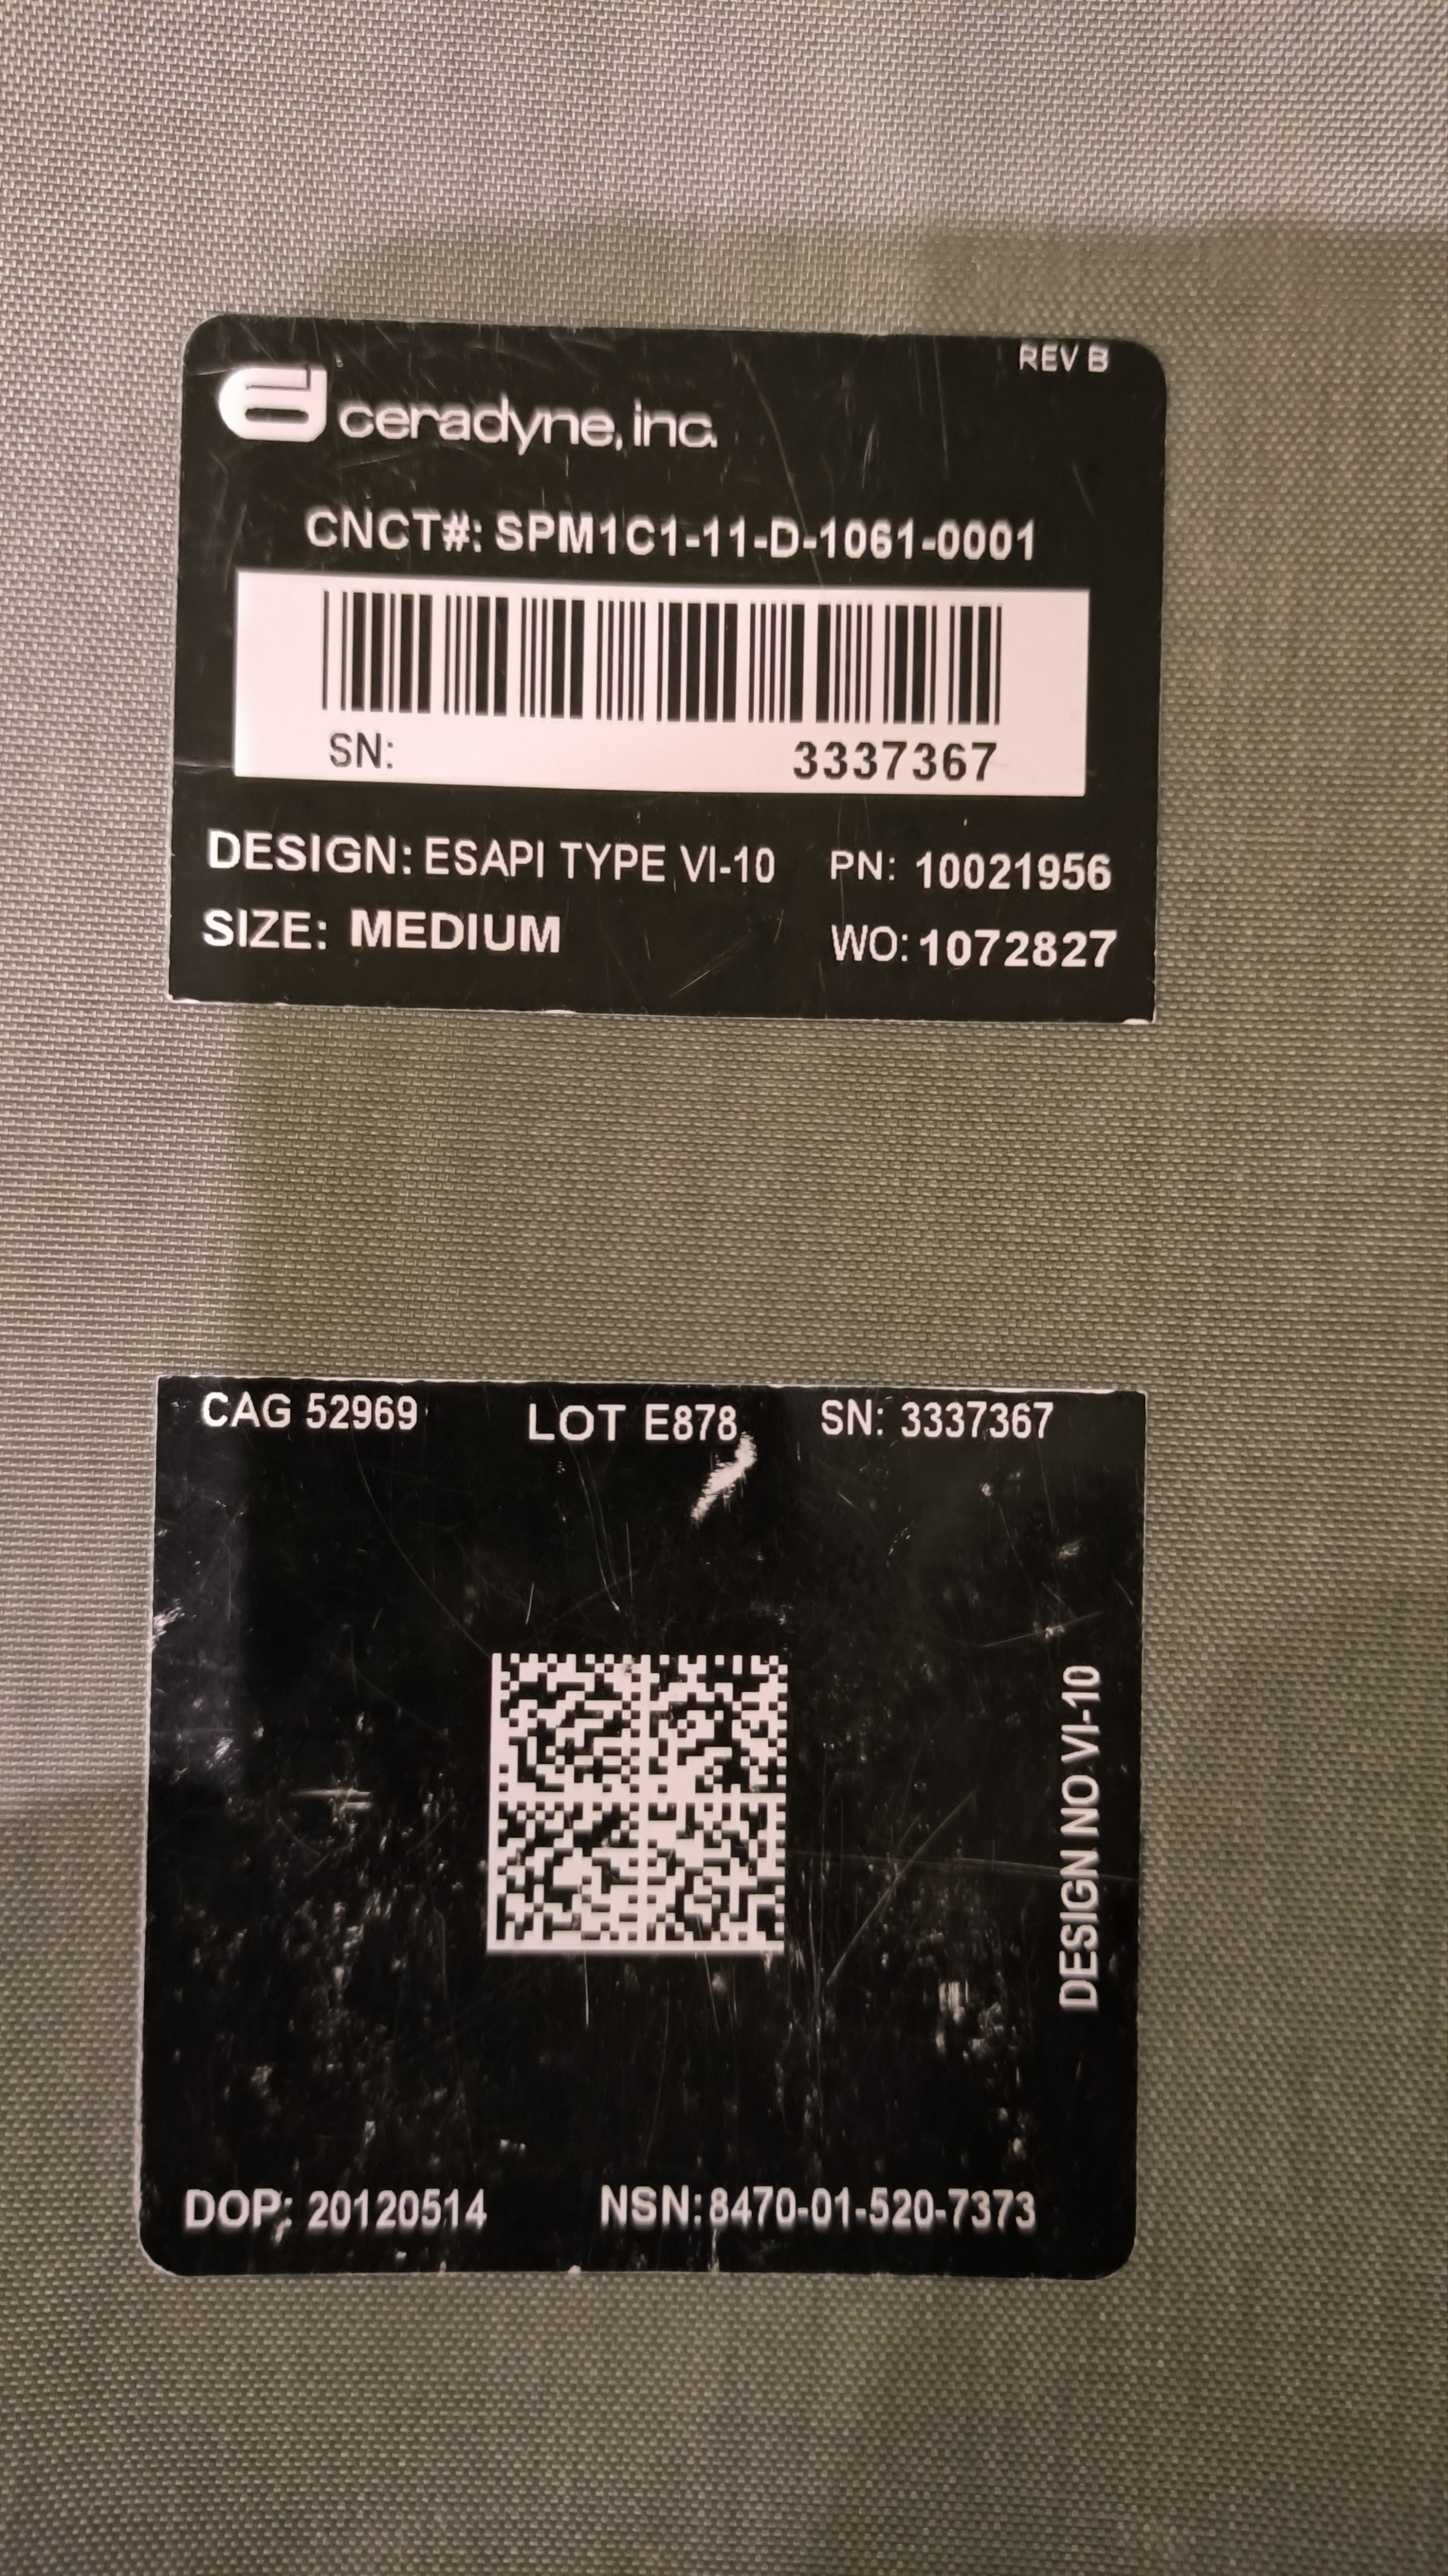 REV B
ceradyne, inc.
CNCT#: SPM1C1-11-D-1061-0001
SN: 3337367
DESIGN: ESAPI TYPE VI-10 PN: 10021956
SIZE: MEDIUM WO: 1072827
CAG 52969 LOT E878 SN: 3337367
DESIGN NO VI-10
DOP: 20120514 NSN: 8470-01-520-7373